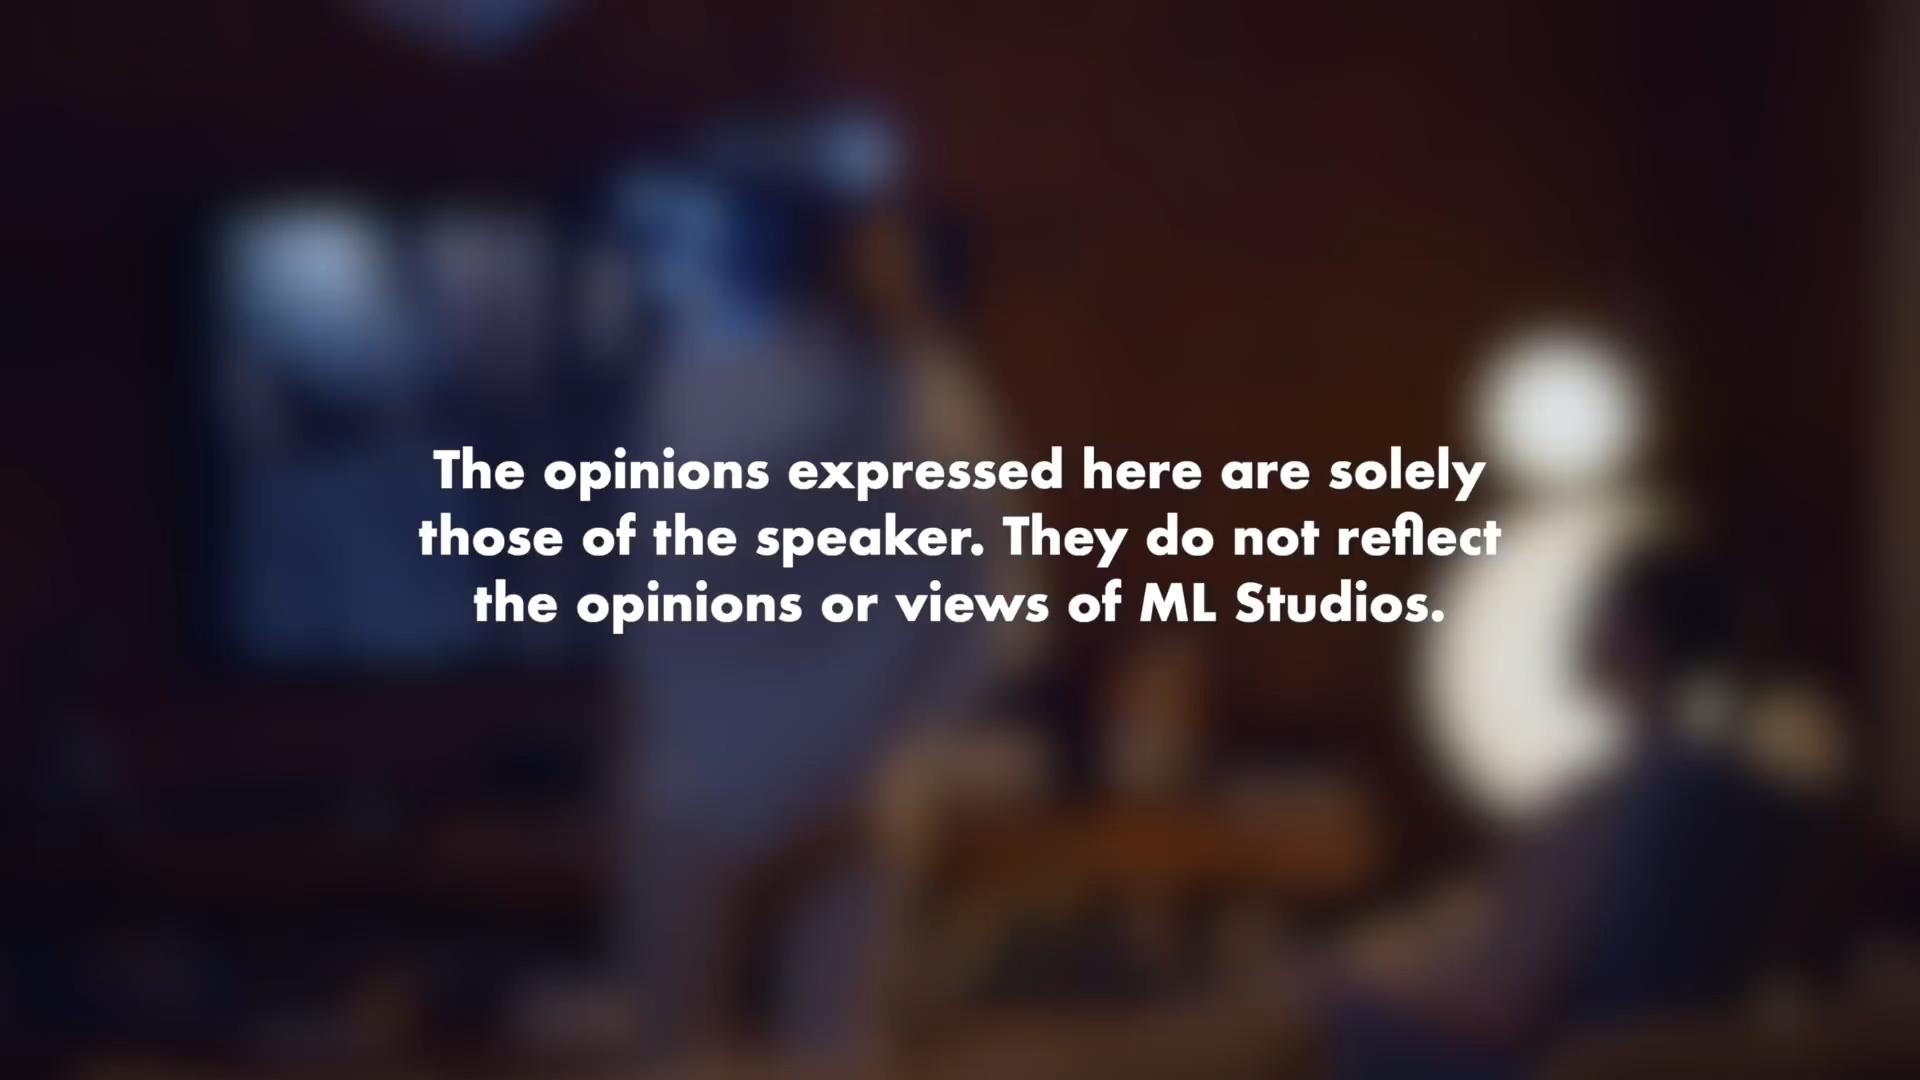 The opinions expressed here are solely
those of the speaker. They do not reflect
the opinions or views of ML Studios.